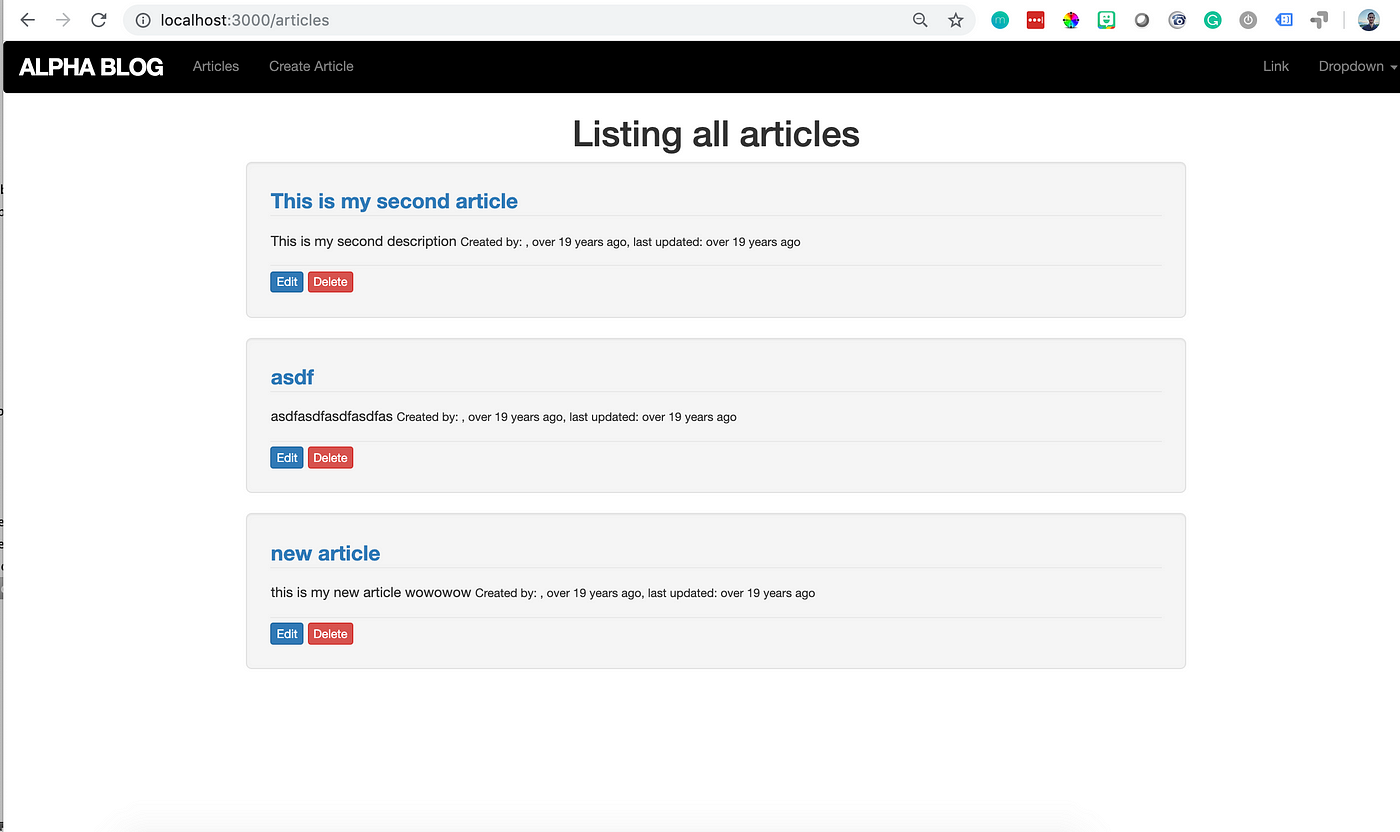 localhost:3000/articles
ALPHA BLOG Articles Create Article Link Dropdown
Listing all articles
This is my second article
This is my second description Created by: , over 19 years ago, last updated: over 19 years ago
Edit Delete
asdf
asdfasdfasdfasdfas Created by: , over 19 years ago, last updated: over 19 years ago
Edit Delete
new article
this is my new article wowowow Created by: , over 19 years ago, last updated: over 19 years ago
Edit Delete